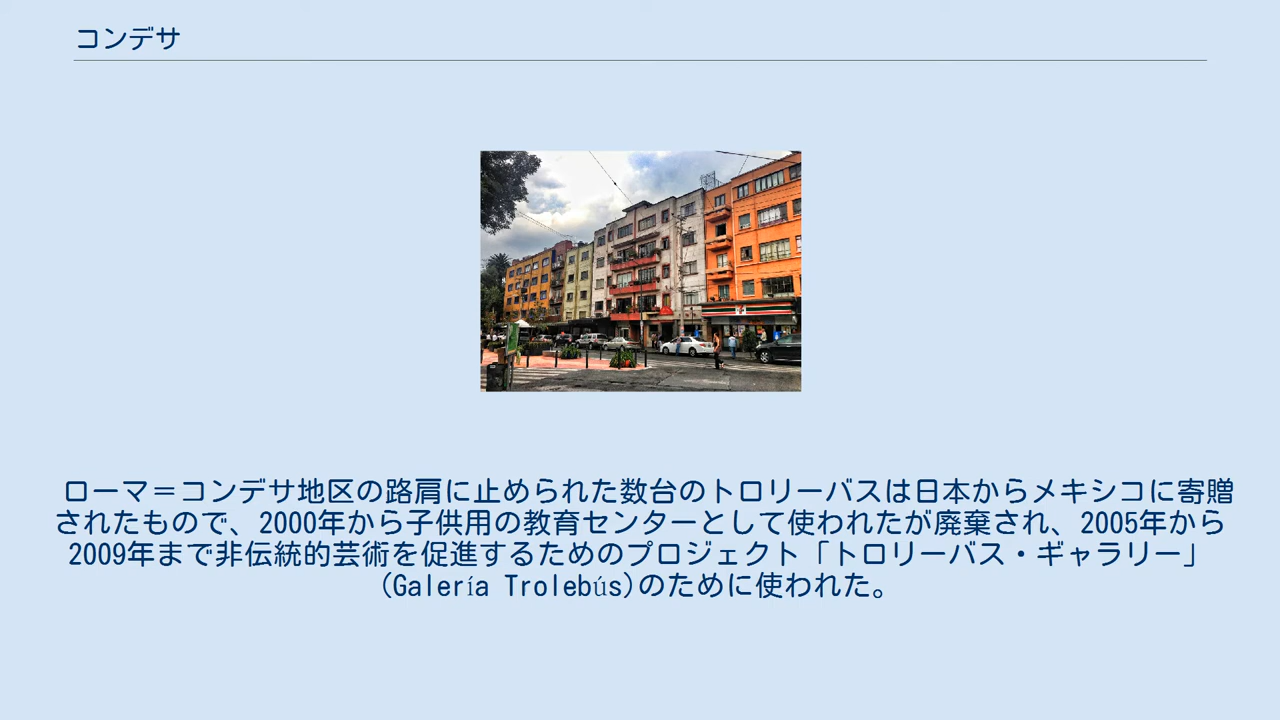 コンデサ
ローマ＝コンデサ地区の路肩に止められた数台のトロリーバスは日本からメキシコに寄贈
されたもので、2000年から子供用の教育センターとして使われたが廃棄され、2005年から
2009年まで非伝統的芸術を促進するためのプロジェクト「トロリーバス・ギャラリー」
(Galería Trolebús)のために使われた。